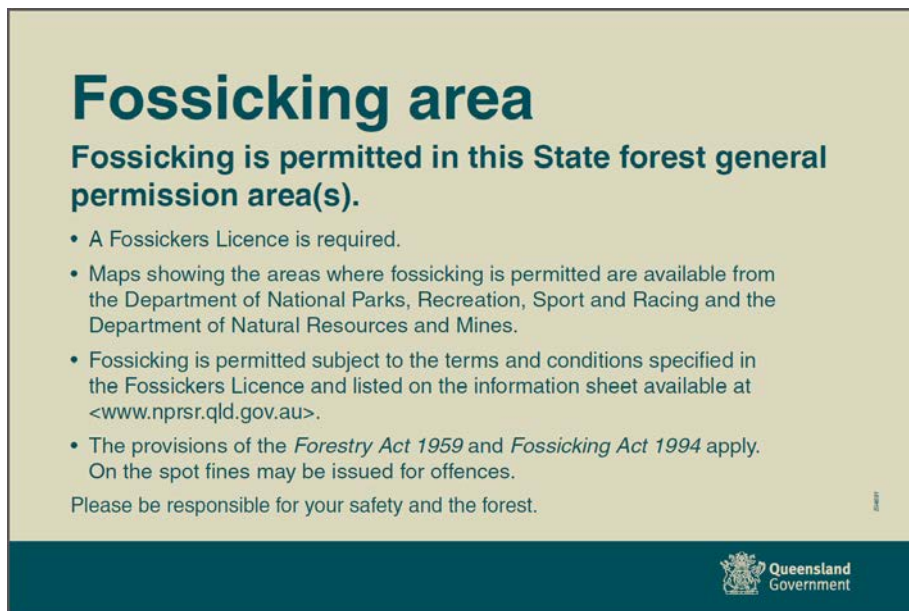 Fossicking area
Fossicking is permitted in this State forest general
permission area(s).
• A Fossickers Licence is required.
• Maps showing the areas where fossicking is permitted are available from
the Department of National Parks, Recreation, Sport and Racing and the
Department of Natural Resources and Mines.
• Fossicking is permitted subject to the terms and conditions specified in
the Fossickers Licence and listed on the information sheet available at
<www.nprsr.qld.gov.au>.
• The provisions of the Forestry Act 1959 and Fossicking Act 1994 apply.
On the spot fines may be issued for offences.
Please be responsible for your safety and the forest.
Queensland
Government